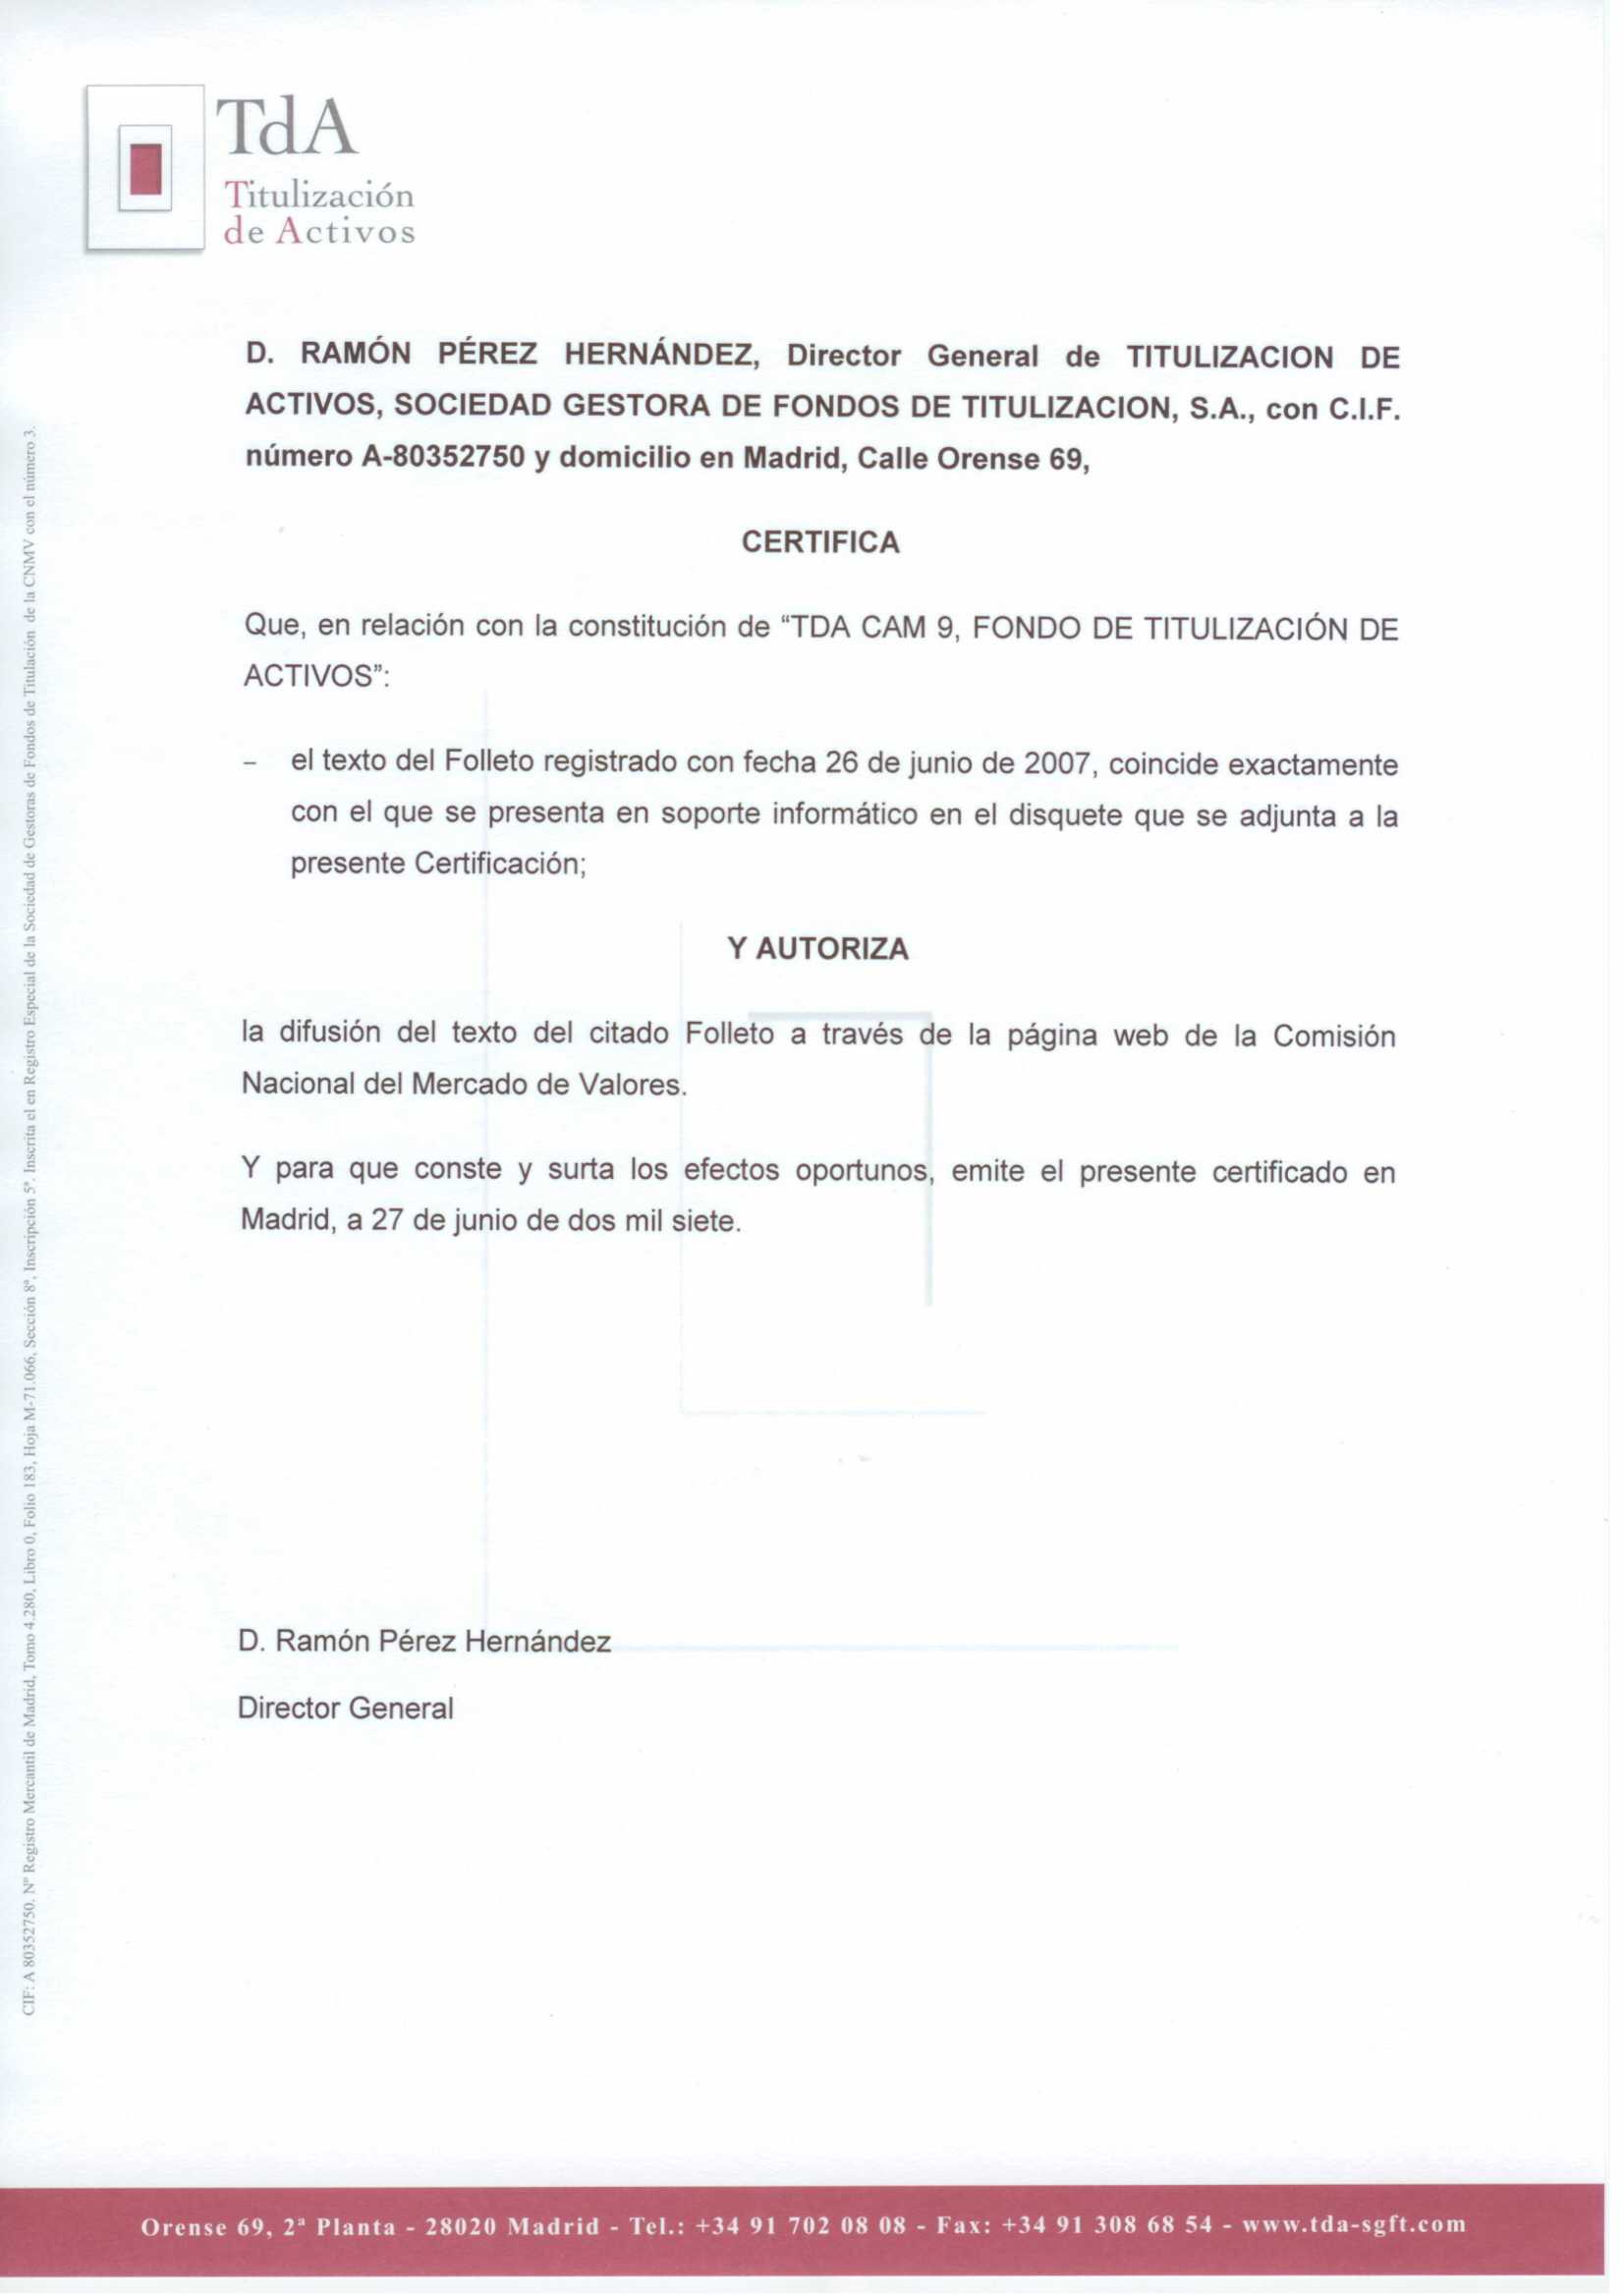 TdA
Titulización
de Activos
D. RAMÓN PÉREZ HERNÁNDEZ, Director General de TITULIZACION DE
ACTIVOS, SOCIEDAD GESTORA DE FONDOS DE TITULIZACION, S.A., con C.I.F.
número A-80352750 y domicilio en Madrid, Calle Orense 69,
CERTIFICA
Que, en relación con la constitución de “TDA CAM 9, FONDO DE TITULIZACIÓN DE
ACTIVOS”:
– el texto del Folleto registrado con fecha 26 de junio de 2007, coincide exactamente
con el que se presenta en soporte informático en el disquete que se adjunta a la
presente Certificación;
Y AUTORIZA
la difusión del texto del citado Folleto a través de la página web de la Comisión
Nacional del Mercado de Valores.
Y para que conste y surta los efectos oportunos, emite el presente certificado en
Madrid, a 27 de junio de dos mil siete.
D. Ramón Pérez Hernández
Director General
CIF: A 80352750. Nº Registro Mercantil de Madrid, Tomo 4.280, Libro 0, Folio 183, Hoja M-71.066, Sección 8ª, Inscripción 5ª. Inscrita el en Registro Especial de la Sociedad de Gestoras de Fondos de Titulación de la CNMV con el número 3.
Orense 69, 2ª Planta - 28020 Madrid - Tel.: +34 91 702 08 08 - Fax: +34 91 308 68 54 - www.tda-sgft.com